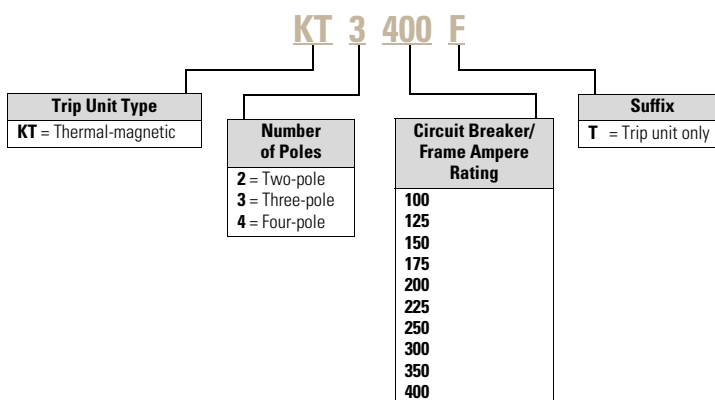 KT 3 400 F
Trip Unit Type
KT = Thermal-magnetic
Number
of Poles
2 = Two-pole
3 = Three-pole
4 = Four-pole
Circuit Breaker/
Frame Ampere
Rating
100
125
150
175
200
225
250
300
350
400
Suffix
T = Trip unit only